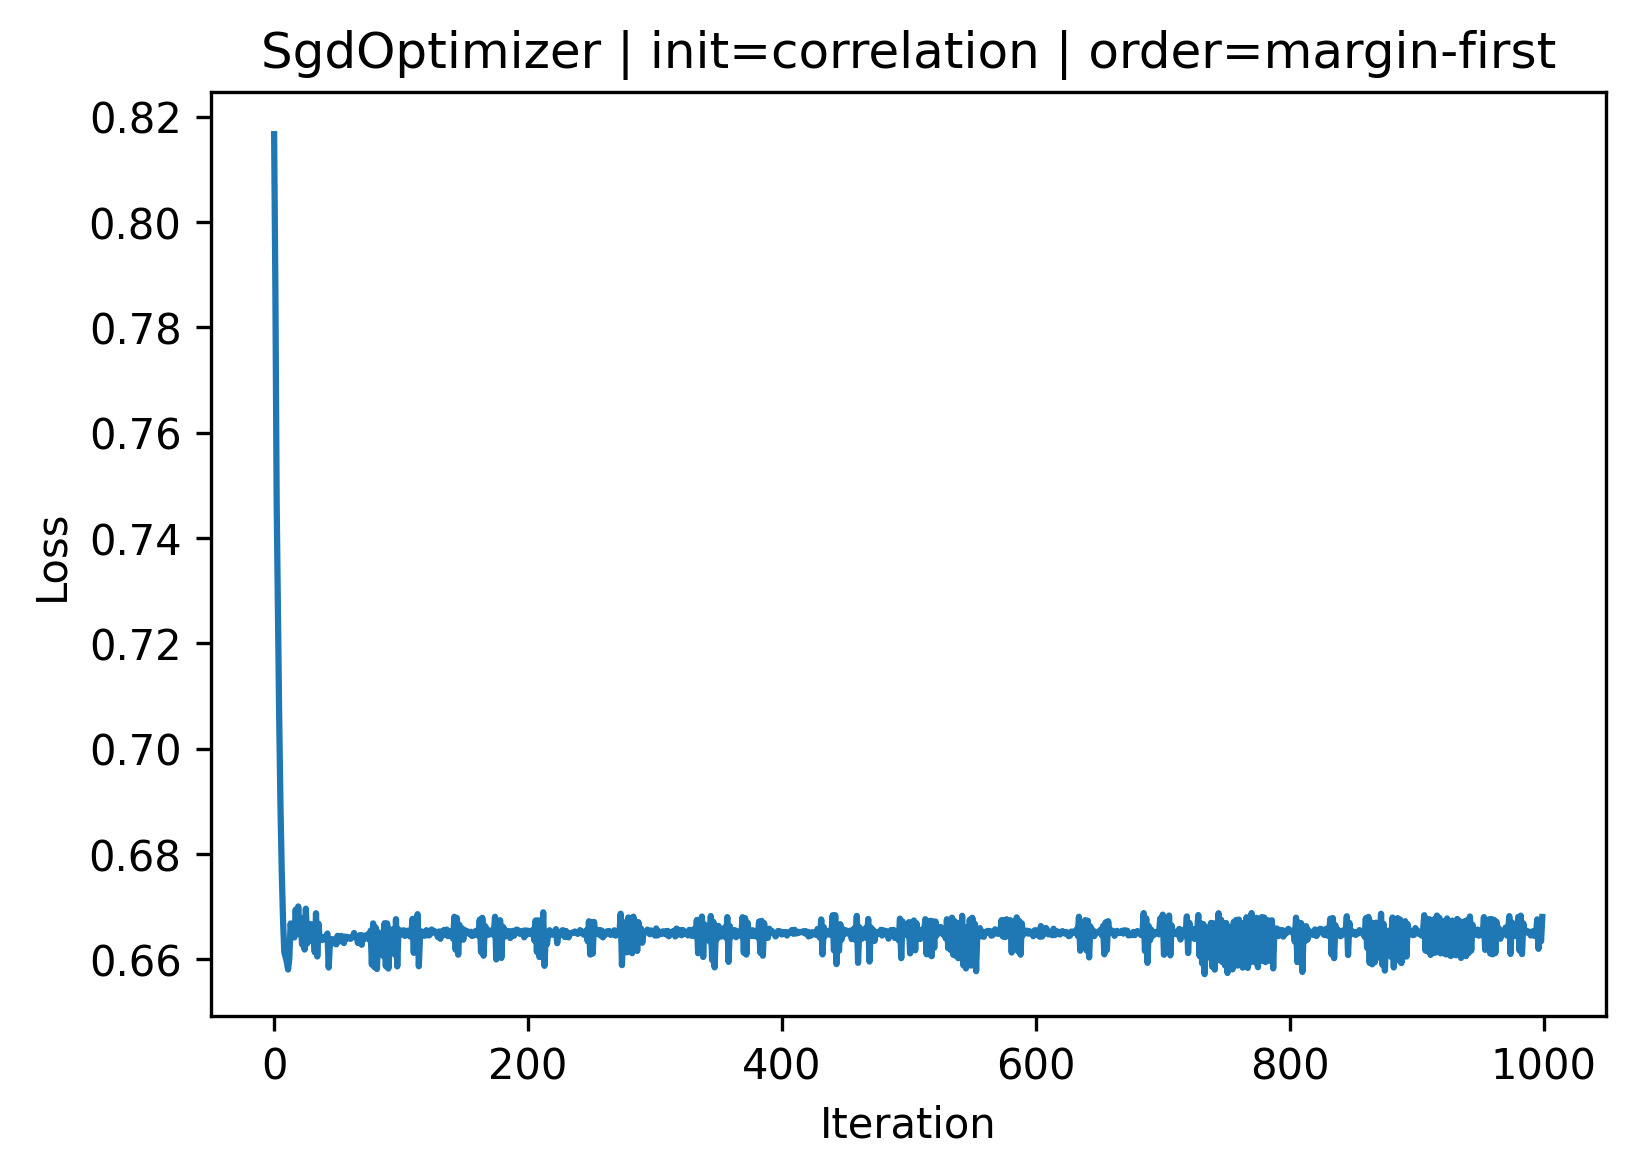 SgdOptimizer | init=correlation | order=margin-first
0.82
0.80
0.78
0.76
0.74
0.72
0.70
0.68
0.66
Loss
0 200 400 600 800 1000
Iteration